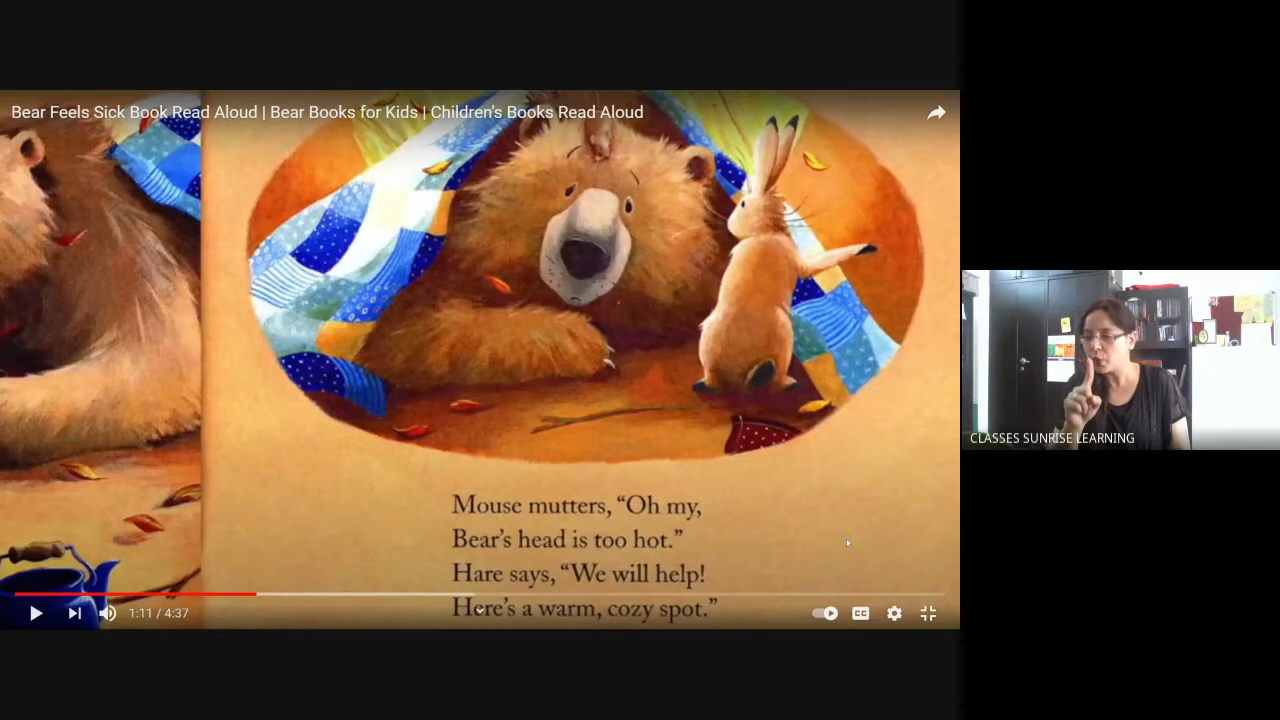 Bear Feels Sick Book Read Aloud | Bear Books for Kids | Children's Books Read Aloud
Mouse mutters, “Oh my,
Bear’s head is too hot.”
Hare says, “We will help!
Here’s a warm, cozy spot.”
1:11 / 4:37
CC
CLASSES SUNRISE LEARNING